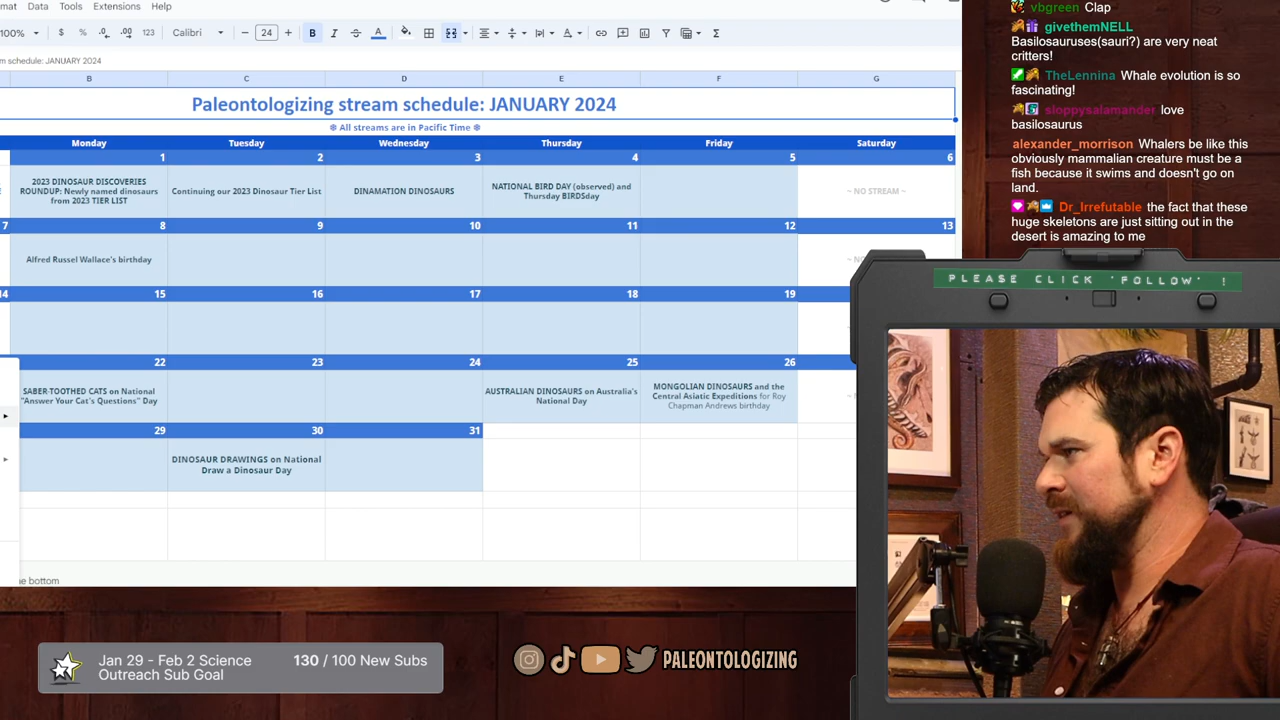 mat Data Tools Extensions Help
100% $ % .0 .00 123 Calibri 24 B I A
m schedule: JANUARY 2024
B C D E F G
Paleontologizing stream schedule: JANUARY 2024
❄ All streams are in Pacific Time ❄
Monday Tuesday Wednesday Thursday Friday Saturday
1 2 3 4 5 6
2023 DINOSAUR DISCOVERIES
ROUNDUP: Newly named dinosaurs
from 2023 TIER LIST
Continuing our 2023 Dinosaur Tier List
DINAMATION DINOSAURS
NATIONAL BIRD DAY (observed) and
Thursday BIRDSday
~ NO STREAM ~
7 8 9 10 11 12 13
Alfred Russel Wallace's birthday
14 15 16 17 18 19
22 23 24 25 26
SABER-TOOTHED CATS on National
"Answer Your Cat's Questions" Day
AUSTRALIAN DINOSAURS on Australia's
National Day
MONGOLIAN DINOSAURS and the
Central Asiatic Expeditions for Roy
Chapman Andrews birthday
29 30 31
DINOSAUR DRAWINGS on National
Draw a Dinosaur Day
he bottom
vbgreen Clap
givethemNELL
Basilosauruses(sauri?) are very neat
critters!
TheLennina Whale evolution is so
fascinating!
sloppysalamander love
basilosaurus
alexander_morrison Whalers be like this
obviously mammalian creature must be a
fish because it swims and doesn't go on
land.
Dr_Irrefutable the fact that these
huge skeletons are just sitting out in the
desert is amazing to me
PLEASE CLICK 'FOLLOW' !
Jan 29 - Feb 2 Science
Outreach Sub Goal
130 / 100 New Subs
PALEONTOLOGIZING